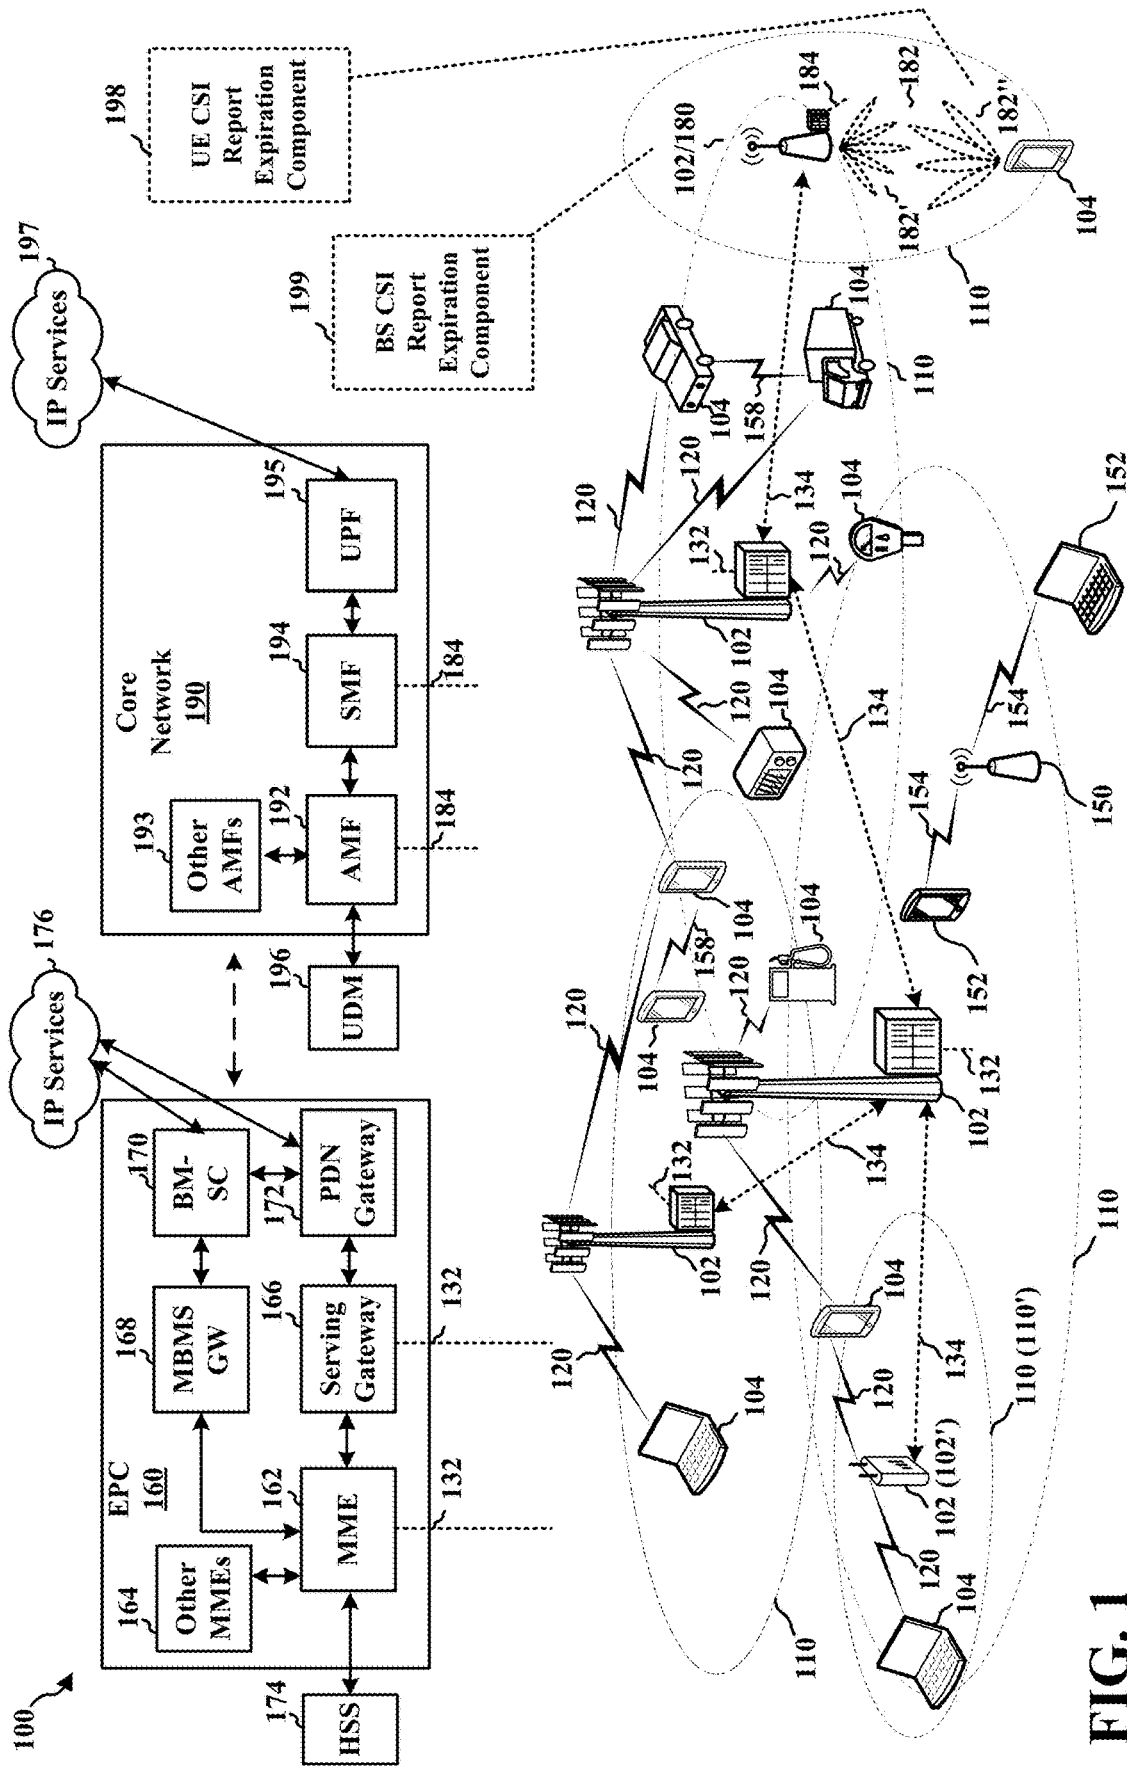 100
176
IP Services
197
IP Services
EPC
160
164
Other
MMEs
168
MBMS
GW
170
BM-
SC
174
HSS
162
MME
166
Serving
Gateway
172
PDN
Gateway
132
132
Core
Network
190
193
Other
AMFs
196
UDM
192
AMF
194
SMF
195
UPF
184
184
198
UE CSI
Report
Expiration
Component
199
BS CSI
Report
Expiration
Component
120
120
120
120
120
102/180
132
104
158
104
132
184
102
104
158
102
120
104
134
104
158
182
104
110
120
104
120
104
120
104
182'
182"
110
104
110
120
134
134
132
102
134
154
154
152
104
120
102 (102')
134
110 (110')
152
150
120
104
110
FIG. 1